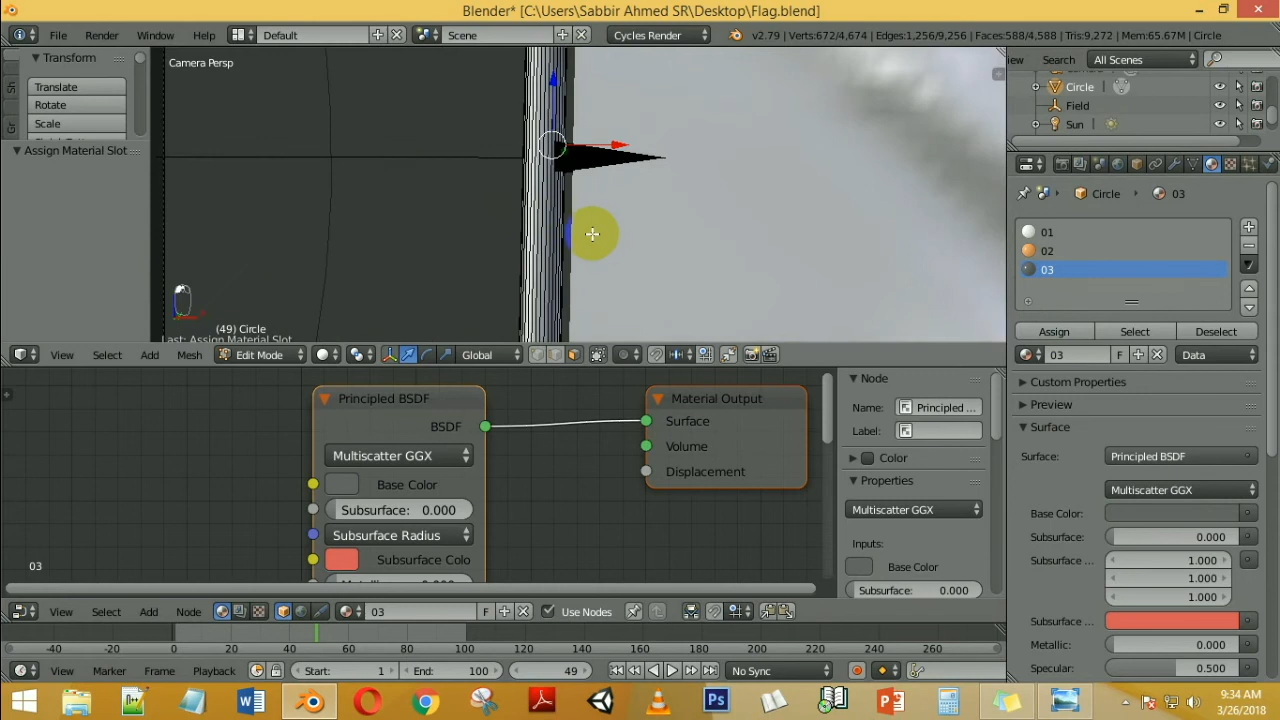 Blender* [C:\Users\Sabbir Ahmed SR\Desktop\Flag.blend]
File Render Window Help Default Scene Cycles Render v2.79 | Verts:672/4,674 | Edges:1,256/9,256 | Faces:588/4,588 | Tris:9,272 | Mem:65.67M | Circle
Transform
Translate
Rotate
Scale
Assign Material Slot
Sh
Gr
Camera Persp
(49) Circle
Last: Assign Material Slot
View Select Add Mesh Edit Mode Global
iew Search All Scenes
Circle
Field
Sun
Circle 03
01
02
03
Assign Select Deselect
03 F Data
Custom Properties
Preview
Surface
Surface: Principled BSDF
Multiscatter GGX
Base Color:
Subsurface: 0.000
Subsurface ... 1.000
1.000
1.000
Subsurface ...
Metallic: 0.000
Specular: 0.500
Principled BSDF
BSDF
Multiscatter GGX
Base Color
Subsurface: 0.000
Subsurface Radius
Subsurface Colo
Material Output
Surface
Volume
Displacement
03
Node
Name: Principled ...
Label:
Color
Properties
Multiscatter GGX
Inputs:
Base Color
Subsurface: 0.000
View Select Add Node 03 F Use Nodes
-40 -20 0 20 40 60 80 100 120 140 160 180 200 220 240 260
View Marker Frame Playback Start: 1 End: 100 49 No Sync
9:34 AM
3/26/2018